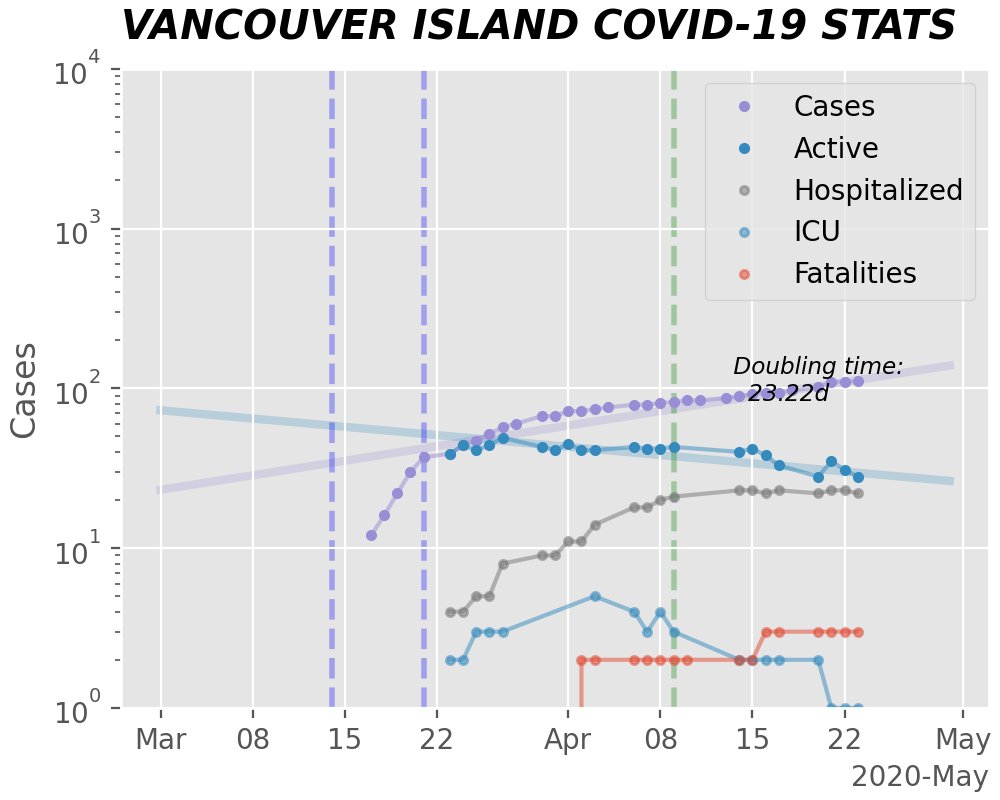 VANCOUVER ISLAND COVID-19 STATS
10^4
10^3
10^2
10^1
10^0
Cases
Cases
Active
Hospitalized
ICU
Fatalities
Doubling time:
23.22d
Mar 08 15 22 Apr 08 15 22 May
2020-May